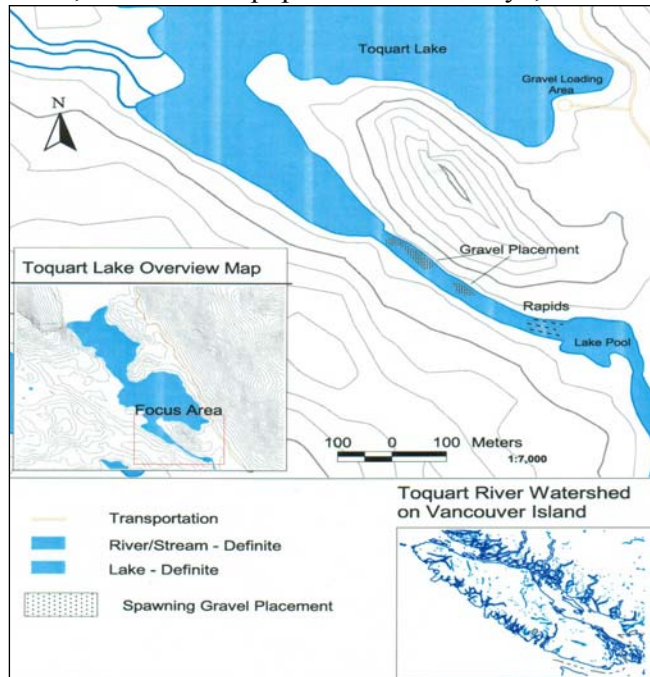 Toquart Lake
Gravel Loading
Area
N
Gravel Placement
Toquart Lake Overview Map
Rapids
Lake Pool
Focus Area
100 0 100 Meters
1:7,000
Transportation
River/Stream - Definite
Lake - Definite
Spawning Gravel Placement
Toquart River Watershed
on Vancouver Island